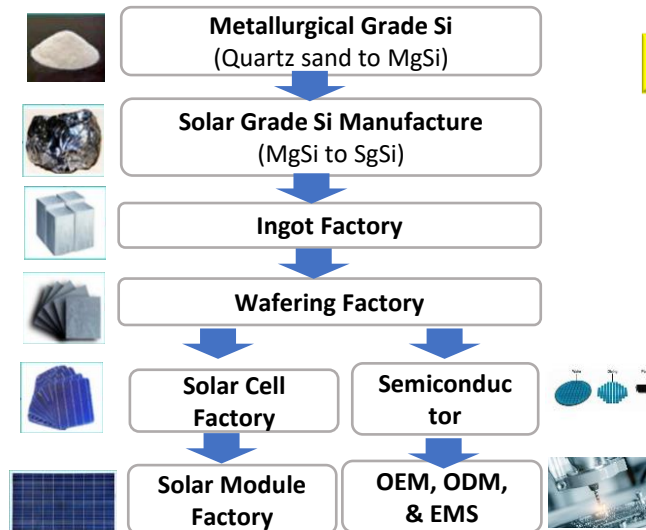 Metallurgical Grade Si
(Quartz sand to MgSi)
Solar Grade Si Manufacture
(MgSi to SgSi)
Ingot Factory
Wafering Factory
Solar Cell
Factory
Semiconduc
tor
Solar Module
Factory
OEM, ODM,
& EMS